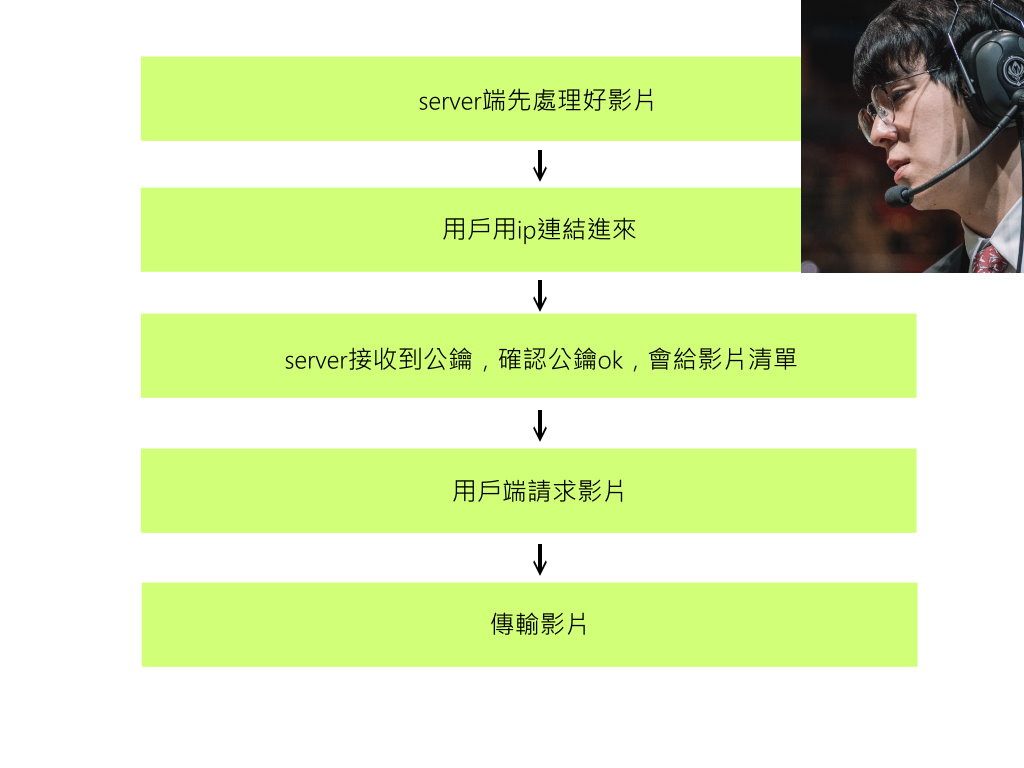 server端先處理好影片
用戶用ip連結進來
server接收到公鑰，確認公鑰ok，會給影片清單
用戶端請求影片
傳輸影片